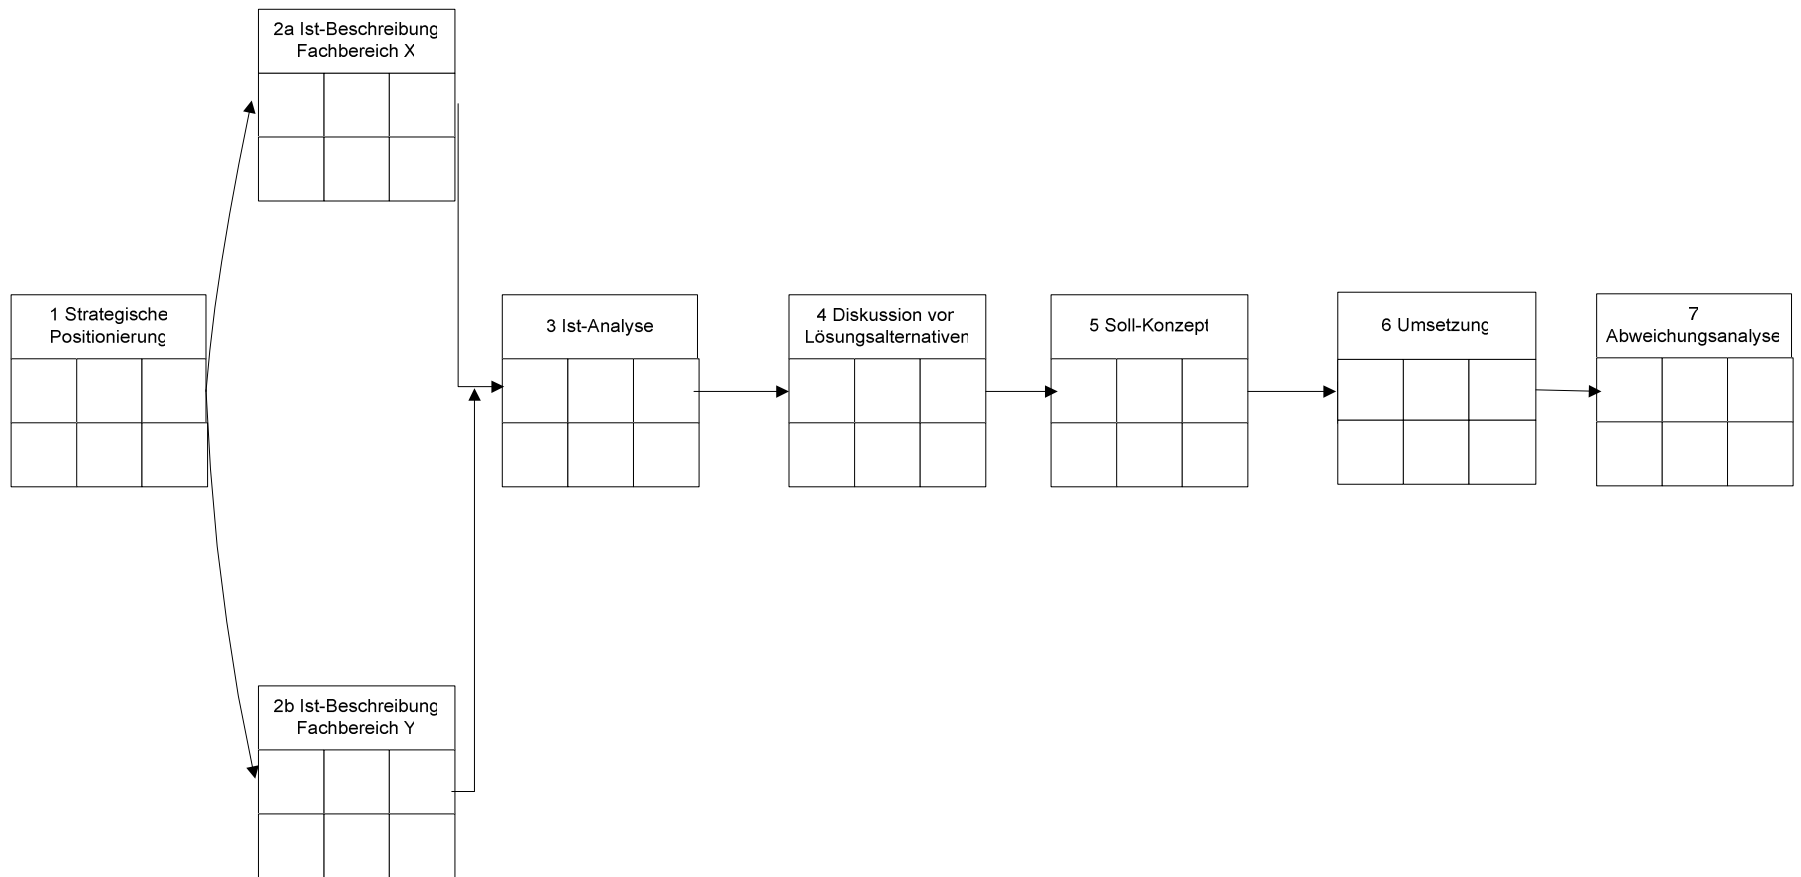 2a Ist-Beschreibung
Fachbereich X
1 Strategische
Positionierung
3 Ist-Analyse
4 Diskussion von
Lösungsalternativen
5 Soll-Konzept
6 Umsetzung
7
Abweichungsanalyse
2b Ist-Beschreibung
Fachbereich Y